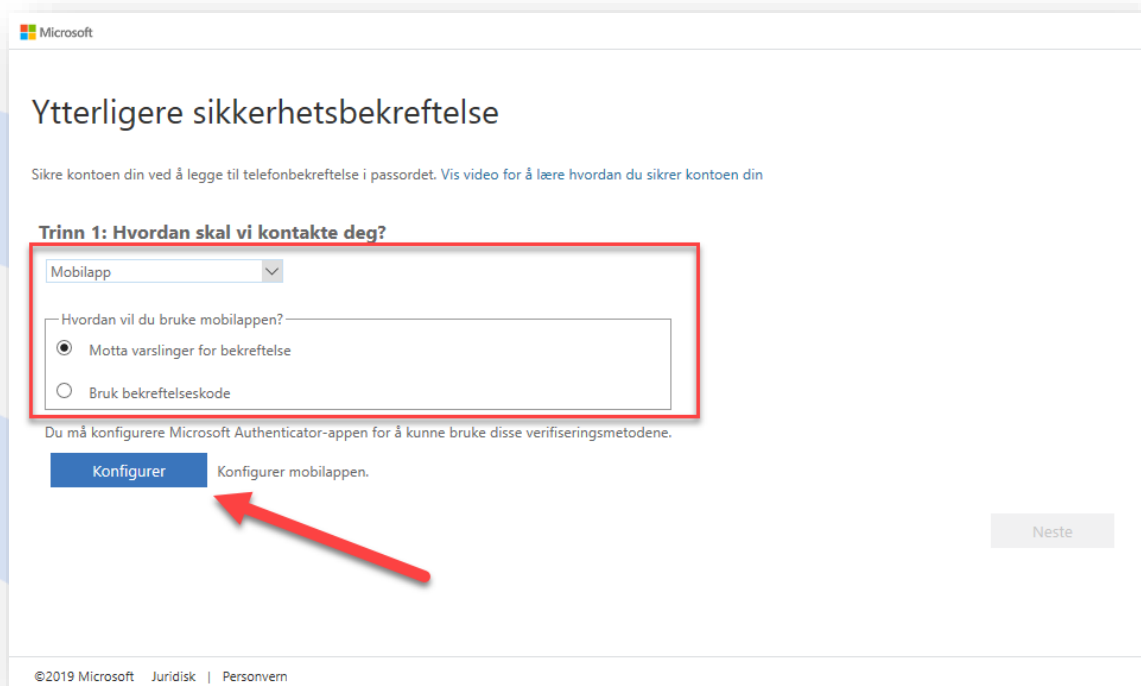 Microsoft
Ytterligere sikkerhetsbekreftelse
Sikre kontoen din ved å legge til telefonbekreftelse i passordet. Vis video for å lære hvordan du sikrer kontoen din
Trinn 1: Hvordan skal vi kontakte deg?
Mobilapp
Hvordan vil du bruke mobilappen?
Motta varslinger for bekreftelse
Bruk bekreftelseskode
Du må konfigurere Microsoft Authenticator-appen for å kunne bruke disse verifiseringsmetodene.
Konfigurer Konfigurer mobilappen.
Neste
©2019 Microsoft Juridisk | Personvern